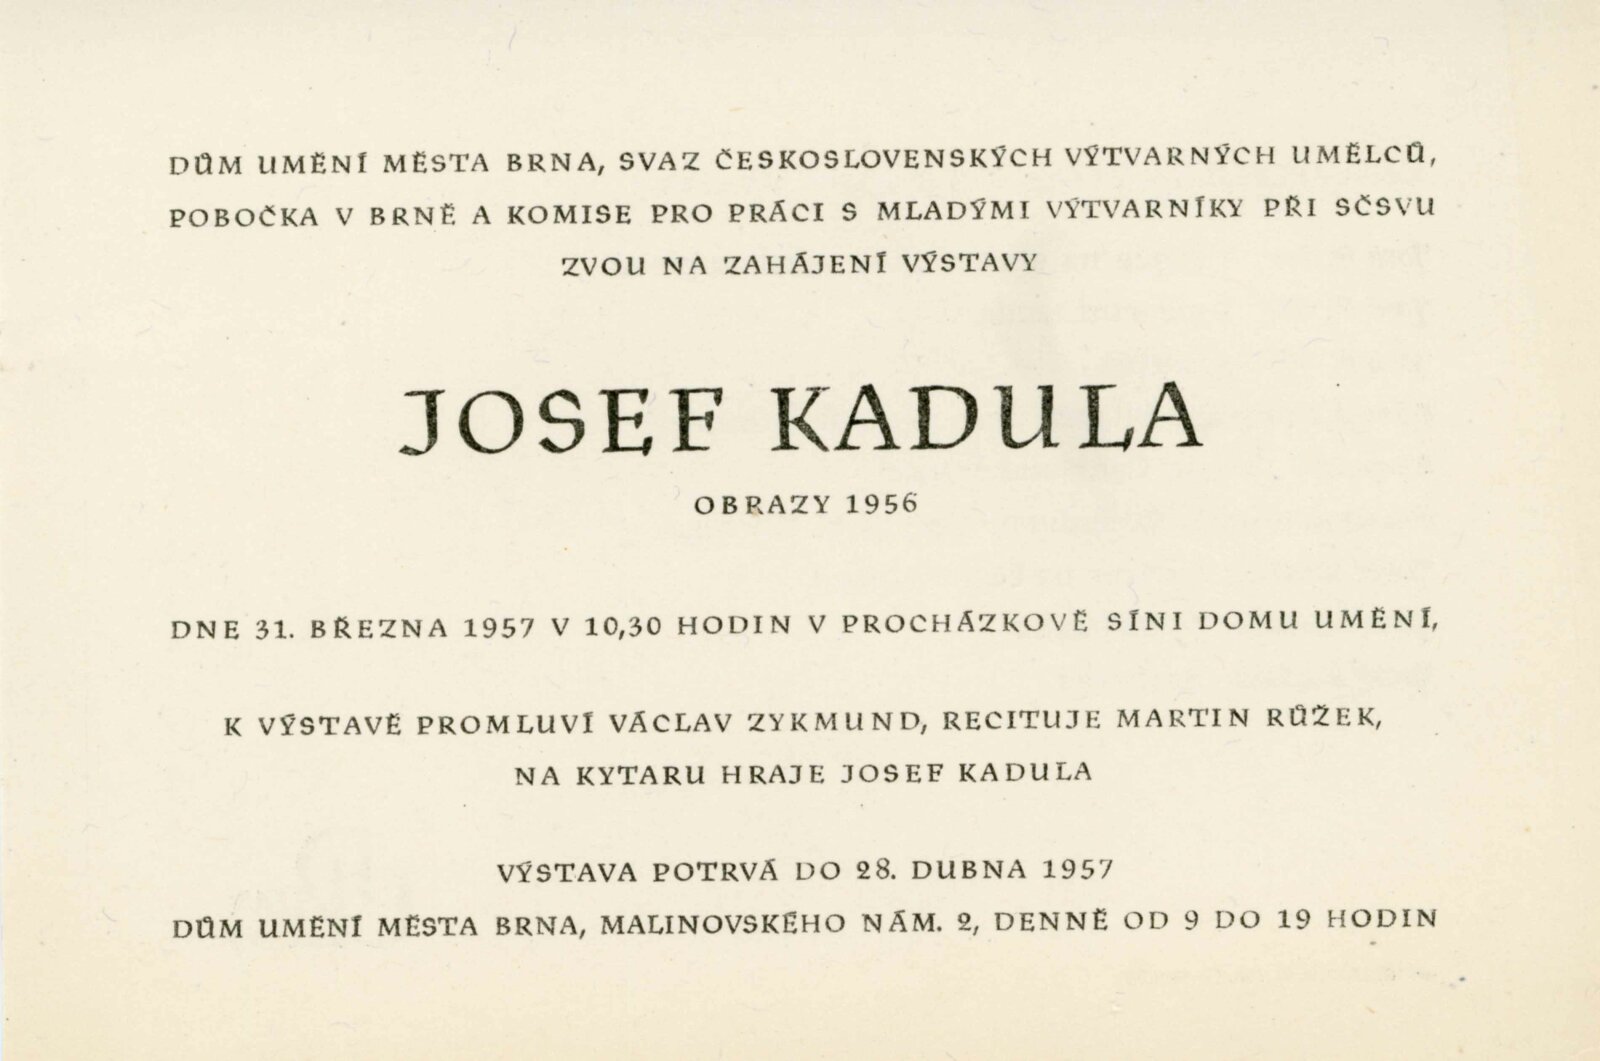 DŮM UMĚNÍ MĚSTA BRNA, SVAZ ČESKOSLOVENSKÝCH VÝTVARNÝCH UMĚLCŮ,
POBOČKA V BRNĚ A KOMISE PRO PRÁCI S MLADÝMI VÝTVARNÍKY PŘI SČSVU
ZVOU NA ZAHÁJENÍ VÝSTAVY
JOSEF KADULA
OBRAZY 1956
DNE 31. BŘEZNA 1957 V 10,30 HODIN V PROCHÁZKOVĚ SÍNI DOMU UMĚNÍ,
K VÝSTAVĚ PROMLUVÍ VÁCLAV ZYKMUND, RECITUJE MARTIN RŮŽEK,
NA KYTARU HRAJE JOSEF KADULA
VÝSTAVA POTRVÁ DO 28. DUBNA 1957
DŮM UMĚNÍ MĚSTA BRNA, MALINOVSKÉHO NÁM. 2, DENNĚ OD 9 DO 19 HODIN